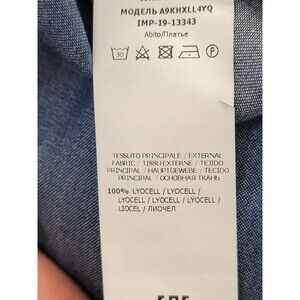 МОДЕЛЬ A9KHXLL4YQ
IMP-19-13343
Abito/Платье
30
TESSUTO PRINCIPALE / EXTERNAL
FABRIC / TISSU EXTERNE / TEJIDO
PRINCIPAL / HAUPTGEWEBE / TECIDO
PRINCIPAL / ОСНОВНАЯ ТКАНЬ
100% LYOCELL / LYOCELL /
LYOCELL / LYOCELL / LYOCELL /
LIOCEL / ЛИОЧЕЛ